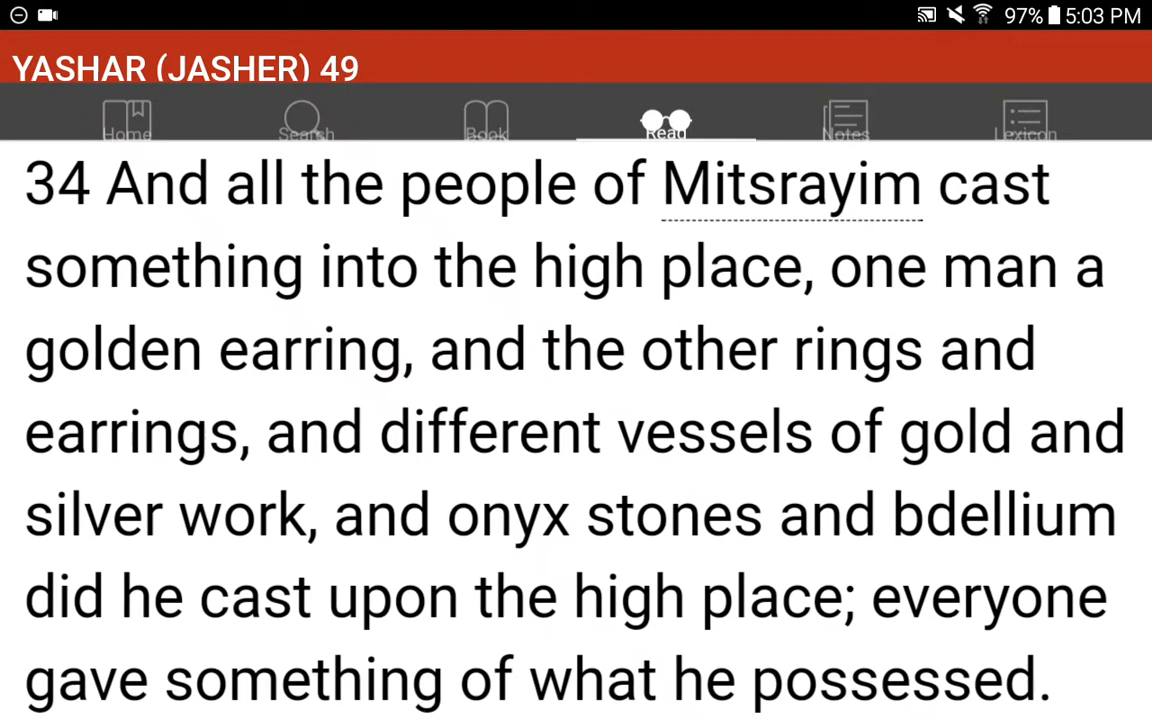 97% 5:03 PM
YASHAR (JASHER) 49
Home Search Book Read Notes Lexicon
34 And all the people of Mitsrayim cast
something into the high place, one man a
golden earring, and the other rings and
earrings, and different vessels of gold and
silver work, and onyx stones and bdellium
did he cast upon the high place; everyone
gave something of what he possessed.